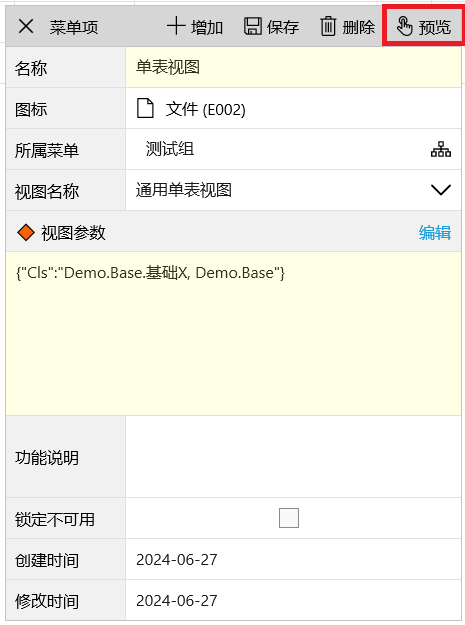 菜单项 增加 保存 删除 预览
名称 单表视图
图标 文件 (E002)
所属菜单 测试组
视图名称 通用单表视图
视图参数 编辑
{"Cls":"Demo.Base.基础X, Demo.Base"}
功能说明
锁定不可用
创建时间 2024-06-27
修改时间 2024-06-27